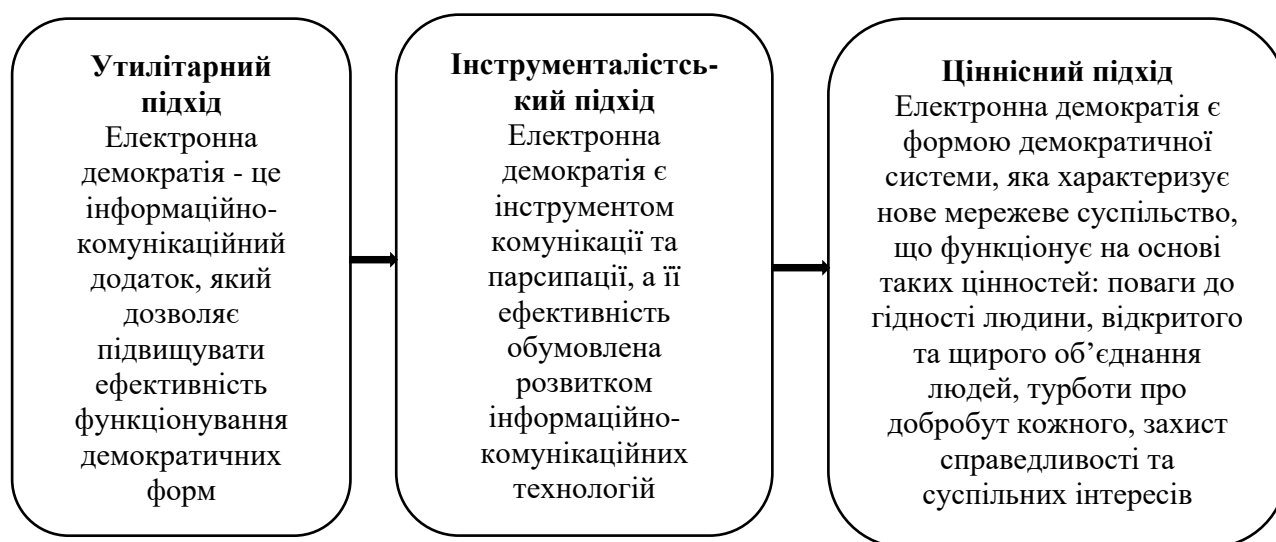 Утилітарний
підхід
Електронна
демократія - це
інформаційно-
комунікаційний
додаток, який
дозволяє
підвищувати
ефективність
функціонування
демократичних
форм
Інструменталістсь-
кий підхід
Електронна
демократія є
інструментом
комунікації та
парсипації, а її
ефективність
обумовлена
розвитком
інформаційно-
комунікаційних
технологій
Ціннісний підхід
Електронна демократія є
формою демократичної
системи, яка характеризує
нове мережеве суспільство,
що функціонує на основі
таких цінностей: поваги до
гідності людини, відкритого
та щирого об’єднання
людей, турботи про
добробут кожного, захист
справедливості та
суспільних інтересів